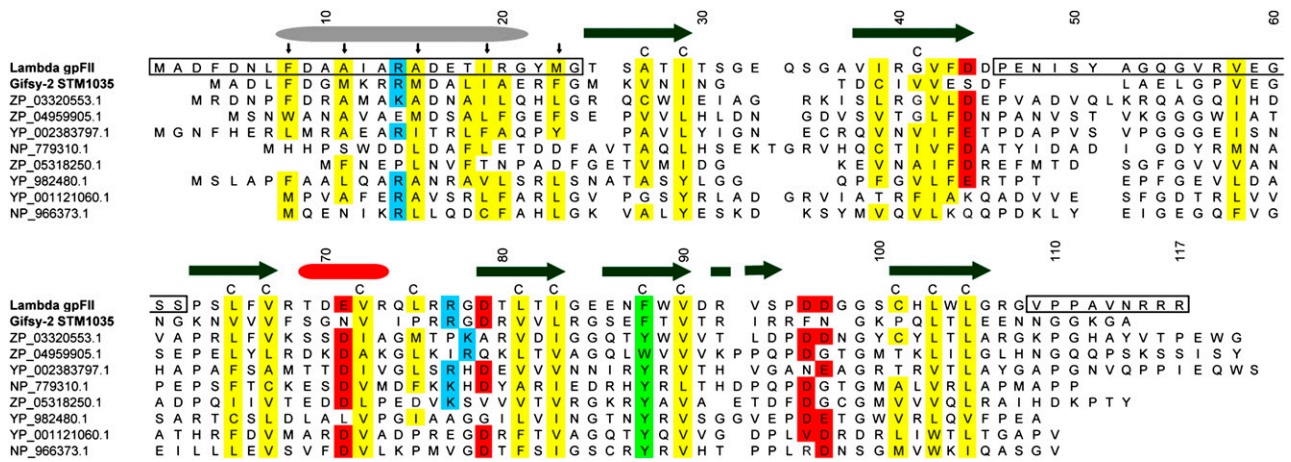 10 20 30 40 50 60
C C C
Lambda gpFII M A D F D N L F D A A I A R A D E T I R G Y M G T S A T I T S G E Q S G A V I R G V F D D P E N I S Y A G Q G V R V E G
Gifsy-2 STM1035 M A D L F D G M K R R M D A L I A E R F G M K V N I N G T D C I V V E S D F L A E L G P V E G
ZP_03320553.1 M R D N P F D R A M A K A D N A I L Q H L G R Q C W I E I A G R K I S L R G V L D E P V A D V Q L K R Q A G Q I H D
ZP_04959905.1 M S N W A N A V A E M D S A L F G E F S E P V V L H L D N G D V S V T G L F D N P A N V S D D V K G G G W I A T
YP_002383797.1 M G N F H E R L M R A E A R I T R L F A Q P Y P A V L Y I G N E C R Q V N V I F E T D A P V S V P G G G E I S N
NP_779310.1 M H H P S W D D L D A F L E T D D F A V T A Q L H S E K T G R V H Q C T I V F D A T Y I D A D I G D Y R M N A
ZP_05318250.1 M F N E P L N V F T N P A D F G E T V M I D G K E V N A I F D R E F M T D S G F G V V V A N
YP_982480.1 M S L A P F A A L Q A R A N R A V L S R L S N A T A S Y L G G Q P F G V L F E R T P T E P F G E V L D A
YP_001121060.1 M P V A F E R A V S R L F A R L G V P G S Y R L A D G R V I A T R F I A K Q A D V V E S F G D T R L V V
NP_966373.1 M Q E N I K R L L Q D C F A H L G K V A L Y E S K D K S Y M V Q V L K Q Q P D K L Y E I G E G Q F V G
70 80 90 100 110 117
C C C C C C C C C C C
Lambda gpFII S S P S L F V R T D E V R Q L R R G D T L T I G E E N F W V D R V S P D D G G S C H L W L G R G V P P A V N R R R
Gifsy-2 STM1035 N G K N V V V F S G N V I P R R G D R V V L R G S E F T V T R I R R F N G K P Q L T L E E N N G G K G A
ZP_03320553.1 V A P R L F V K S S D I A G M T P K A R V D I G G Q T Y W V V T L D P D D N G Y C Y L T L A R G K P G H A Y V T P E W G
ZP_04959905.1 S E P E L Y L R D K D A K G L K I R Q K L T V A G Q L W V V V K P P Q P D G T G M T K L I L G L H N G Q Q P S K S S I S Y
YP_002383797.1 H A P A F S A M T T D I V G L S R H D E V V V N N I R Y R V T H V G A N E A G R T R V T L A Y G A P G N V Q P P I E Q W S
NP_779310.1 P E P S F T C K E S D V M D F K K H D Y A R I E D R H Y R L T H D P Q P D G T G M A L V R L A P M A P P
ZP_05318250.1 A D P Q I I V T E D D L P E D V K S V V V T V R G K R Y A V A E T D F D G C G M V V L Q L R A I H D K P T Y
YP_982480.1 S A R T C S L D L A L V P G I A A G G I L V I N G T N Y R V S G G V E P D E T G W V R L Q V F P E A
YP_001121060.1 A T H R F D V M A R D V A D P R E G D R F T V A G Q T Y Q V V G D P L V D R D R L I W T L T G A P V
NP_966373.1 E I L L L E V S V F D V L K P M V G D T F S I G S C R Y R V H T P P L R D N S G M V W K I Q A S G V